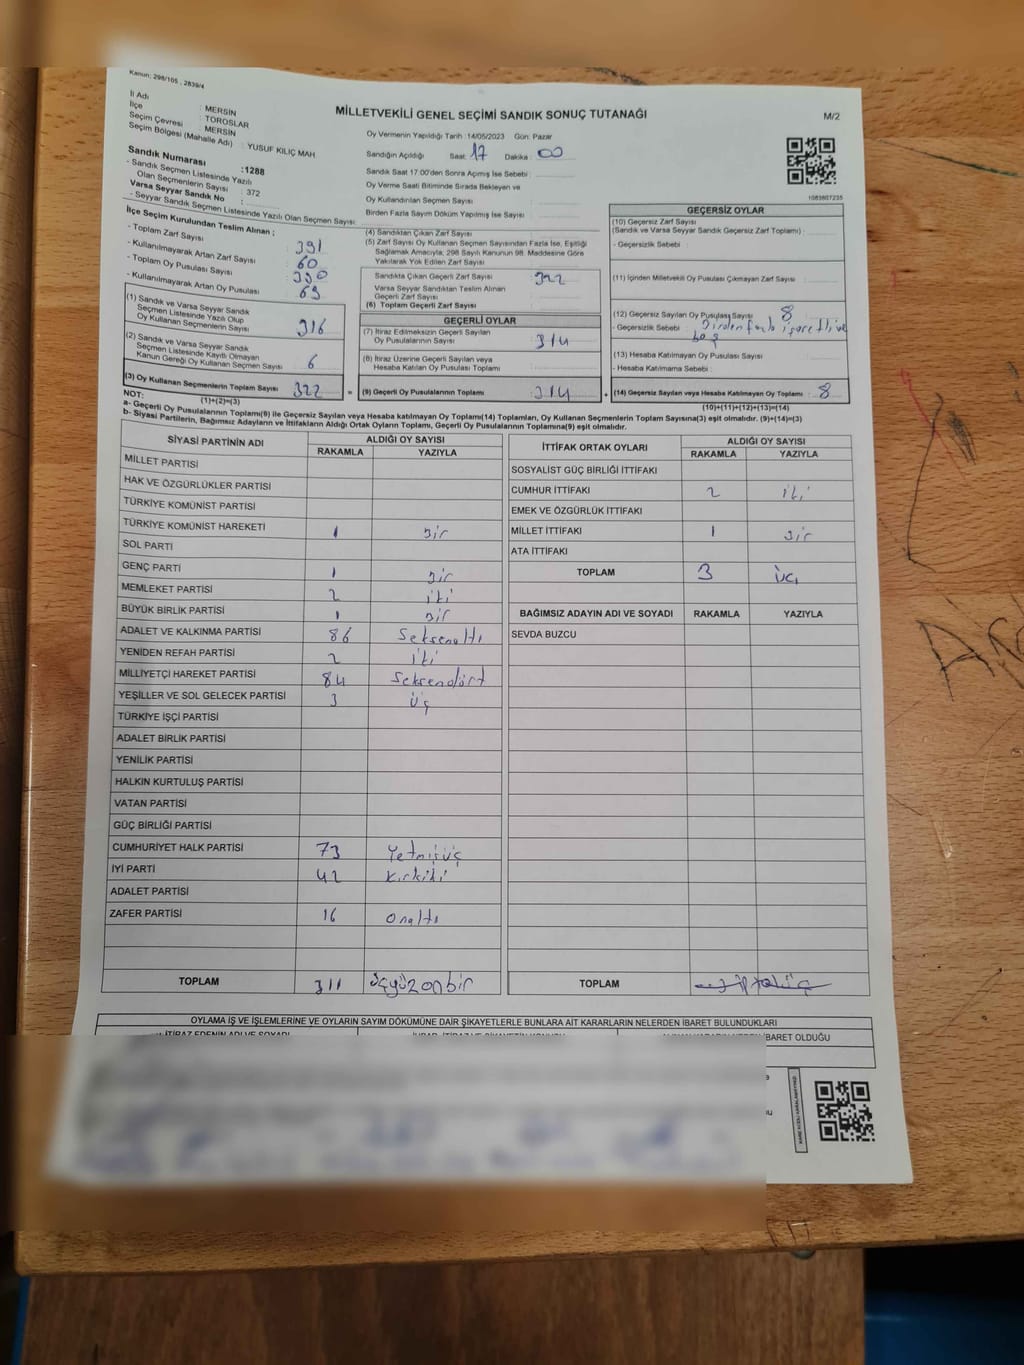 Kanun: 298/105 , 2839/4
MİLLETVEKİLİ GENEL SEÇİMİ SANDIK SONUÇ TUTANAĞI
M/2
İl Adı : MERSİN
İlçe : TOROSLAR
Seçim Çevresi : MERSİN
Seçim Bölgesi (Mahalle Adı) : YUSUF KILIÇ MAH
Sandık Numarası :1288
- Sandık Seçmen Listesinde Yazılı
Olan Seçmenlerin Sayısı : 372
Varsa Seyyar Sandık No :
- Seyyar Sandık Seçmen Listesinde Yazılı Olan Seçmen Sayısı:
Oy Vermenin Yapıldığı Tarih :14/05/2023 Gün: Pazar
Sandığın Açıldığı Saat: 17 Dakika : 00
Sandık Saat 17:00'den Sonra Açılmış İse Sebebi :
Oy Verme Saati Bitiminde Sırada Bekleyen ve
Oy Kullandırılan Seçmen Sayısı :
Birden Fazla Sayım Döküm Yapılmış İse Sayısı :
1083807235
İlçe Seçim Kurulundan Teslim Alınan ;
- Toplam Zarf Sayısı : 391
- Kullanılmayarak Artan Zarf Sayısı : 60
- Toplam Oy Pusulası Sayısı : 390
- Kullanılmayarak Artan Oy Pusulası : 69
(1) Sandık ve Varsa Seyyar Sandık
Seçmen Listesinde Yazılı Olup
Oy Kullanan Seçmenlerin Sayısı : 316
(2) Sandık ve Varsa Seyyar Sandık
Seçmen Listesinde Kayıtlı Olmayan
Kanun Gereği Oy Kullanan Seçmen Sayısı : 6
(3) Oy Kullanan Seçmenlerin Toplam Sayısı : 322
(1)+(2)=(3)
(4) Sandıktan Çıkan Zarf Sayısı :
(5) Zarf Sayısı Oy Kullanan Seçmen Sayısından Fazla İse, Eşitliği
Sağlamak Amacıyla, 298 Sayılı Kanunun 98. Maddesine Göre
Yakılarak Yok Edilen Zarf Sayısı :
Sandıkta Çıkan Geçerli Zarf Sayısı : 322
Varsa Seyyar Sandıktan Teslim Alınan
Geçerli Zarf Sayısı :
(6) Toplam Geçerli Zarf Sayısı :
GEÇERLİ OYLAR
(7) İtiraz Edilmeksizin Geçerli Sayılan
Oy Pusulalarının Sayısı : 314
(8) İtiraz Üzerine Geçerli Sayılan veya
Hesaba Katılan Oy Pusulası Toplamı :
= (9) Geçerli Oy Pusulalarının Toplamı : 314
GEÇERSİZ OYLAR
(10) Geçersiz Zarf Sayısı
(Sandık ve Varsa Seyyar Sandık Geçersiz Zarf Toplamı) :
- Geçersizlik Sebebi :
(11) İçinden Milletvekili Oy Pusulası Çıkmayan Zarf Sayısı :
(12) Geçersiz Sayılan Oy Pusulası Sayısı : 8
- Geçersizlik Sebebi : Birden fazla işaretli ve
boş
(13) Hesaba Katılmayan Oy Pusulası Sayısı :
- Hesaba Katılmama Sebebi :
+ (14) Geçersiz Sayılan veya Hesaba Katılmayan Oy Toplamı : 8
(10)+(11)+(12)+(13)=(14)
NOT:
a- Geçerli Oy Pusulalarının Toplamı(9) ile Geçersiz Sayılan veya Hesaba katılmayan Oy Toplamı(14) Toplamları, Oy Kullanan Seçmenlerin Toplam Sayısına(3) eşit olmalıdır. (9)+(14)=(3)
b- Siyasi Partilerin, Bağımsız Adayların ve İttifakların Aldığı Ortak Oyların Toplamı, Geçerli Oy Pusulalarının Toplamına(9) eşit olmalıdır.
SİYASİ PARTİNİN ADI ALDIĞI OY SAYISI
RAKAMLA YAZIYLA
MİLLET PARTİSİ
HAK VE ÖZGÜRLÜKLER PARTİSİ
TÜRKİYE KOMÜNİST PARTİSİ
TÜRKİYE KOMÜNİST HAREKETİ 1 Bir
SOL PARTİ
GENÇ PARTİ 1 Bir
MEMLEKET PARTİSİ 2 iki
BÜYÜK BİRLİK PARTİSİ 1 Bir
ADALET VE KALKINMA PARTİSİ 86 Seksenaltı
YENİDEN REFAH PARTİSİ 2 iki
MİLLİYETÇİ HAREKET PARTİSİ 84 Seksendört
YEŞİLLER VE SOL GELECEK PARTİSİ 3 üç
TÜRKİYE İŞÇİ PARTİSİ
ADALET BİRLİK PARTİSİ
YENİLİK PARTİSİ
HALKIN KURTULUŞ PARTİSİ
VATAN PARTİSİ
GÜÇ BİRLİĞİ PARTİSİ
CUMHURİYET HALK PARTİSİ 73 Yetmişüç
İYİ PARTİ 42 Kırkiki
ADALET PARTİSİ
ZAFER PARTİSİ 16 Onaltı
TOPLAM 311 Üçyüzonbir
İTTİFAK ORTAK OYLARI ALDIĞI OY SAYISI
RAKAMLA YAZIYLA
SOSYALİST GÜÇ BİRLİĞİ İTTİFAKI
CUMHUR İTTİFAKI 2 iki
EMEK VE ÖZGÜRLÜK İTTİFAKI
MİLLET İTTİFAKI 1 Bir
ATA İTTİFAKI
TOPLAM 3 üç
BAĞIMSIZ ADAYIN ADI VE SOYADI RAKAMLA YAZIYLA
SEVDA BUZCU
TOPLAM
OYLAMA İŞ VE İŞLEMLERİNE VE OYLARIN SAYIM DÖKÜMÜNE DAİR ŞİKAYETLERLE BUNLARA AİT KARARLARIN NELERDEN İBARET BULUNDUKLARI
İBARET OLDUĞU